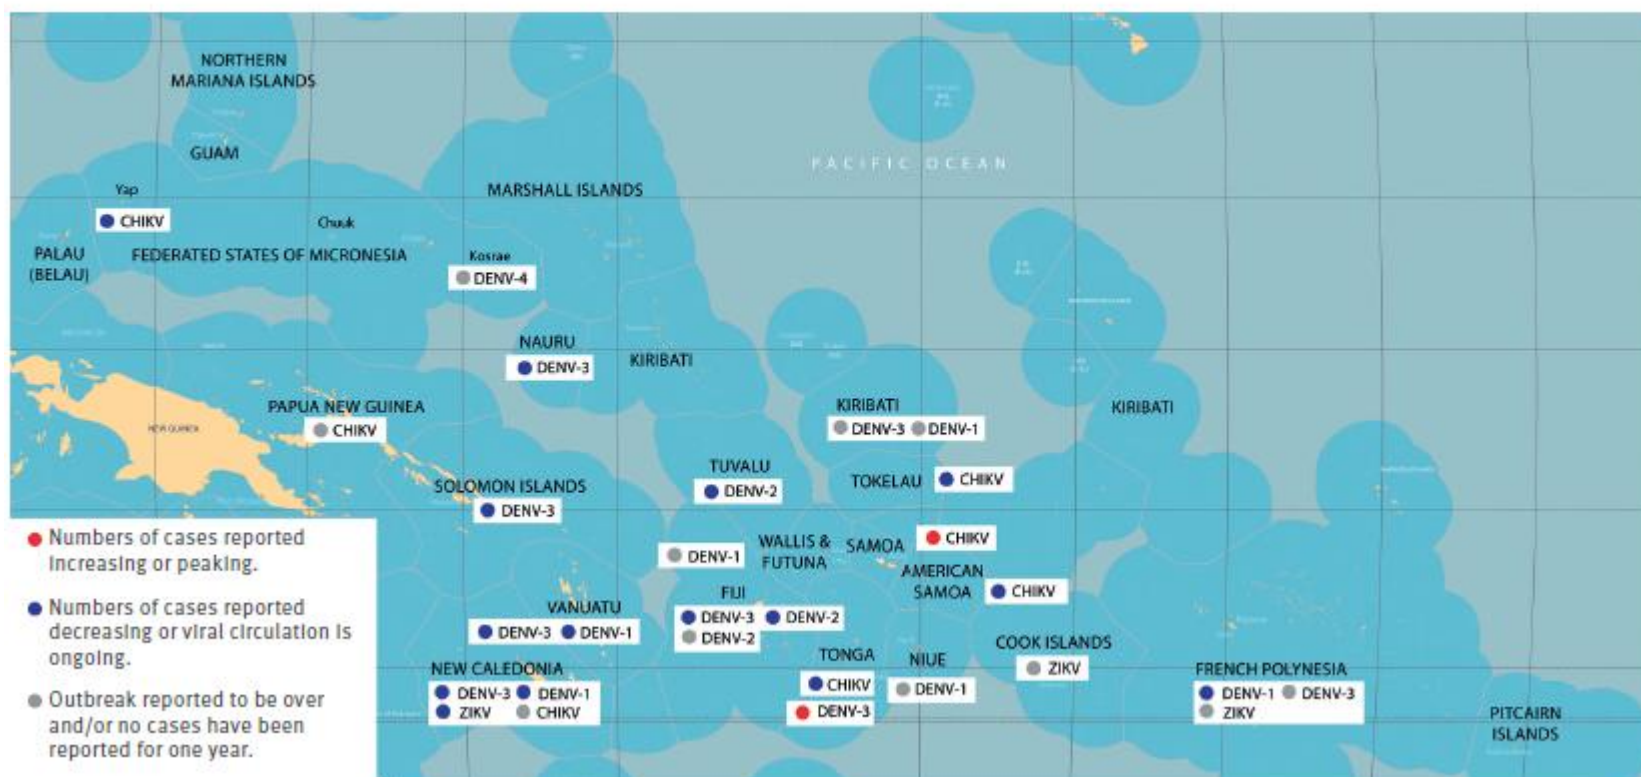 NORTHERN
MARIANA ISLANDS
GUAM
PACIFIC OCEAN
Yap
CHIKV
MARSHALL ISLANDS
Chuuk
PALAU
(BELAU)
FEDERATED STATES OF MICRONESIA
Kosrae
DENV-4
NAURU
DENV-3
KIRIBATI
PAPUA NEW GUINEA
CHIKV
NEW GUINEA
KIRIBATI
DENV-3 DENV-1
KIRIBATI
TUVALU
DENV-2
TOKELAU CHIKV
SOLOMON ISLANDS
DENV-3
DENV-1
WALLIS &
FUTUNA
SAMOA CHIKV
AMERICAN
SAMOA CHIKV
VANUATU
DENV-3 DENV-1
FIJI
DENV-3 DENV-2
DENV-2
TONGA
CHIKV
DENV-3
NIUE
DENV-1
COOK ISLANDS
ZIKV
NEW CALEDONIA
DENV-3 DENV-1
ZIKV CHIKV
FRENCH POLYNESIA
DENV-1 DENV-3
ZIKV
PITCAIRN
ISLANDS
Numbers of cases reported
increasing or peaking.
Numbers of cases reported
decreasing or viral circulation is
ongoing.
Outbreak reported to be over
and/or no cases have been
reported for one year.